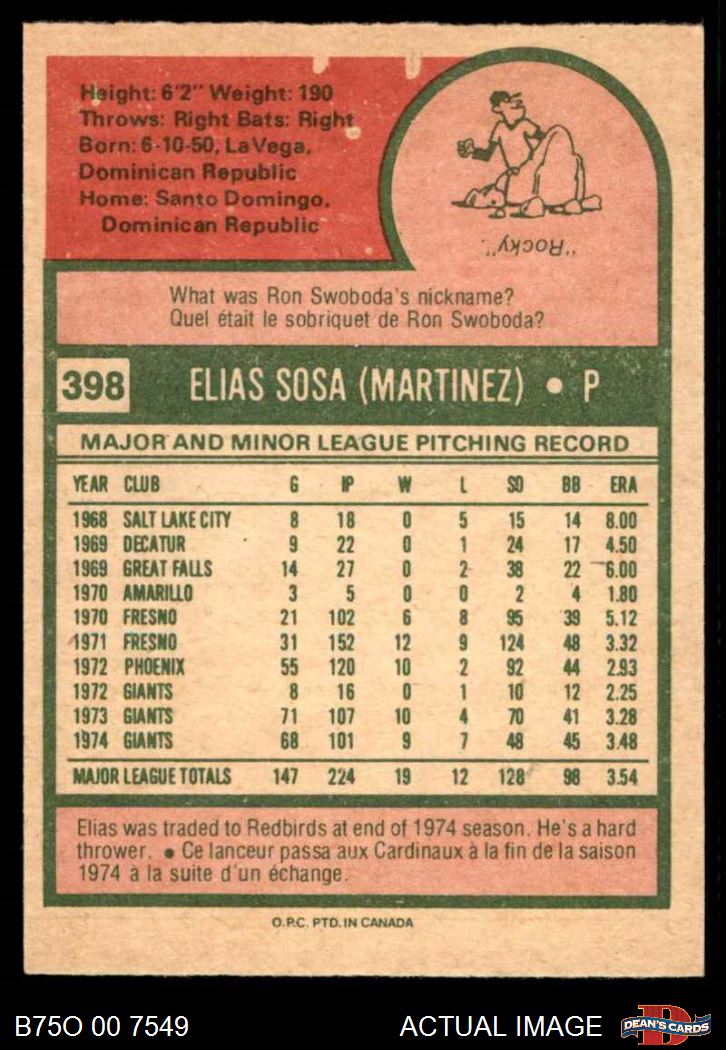 Height: 6'2" Weight: 190
Throws: Right Bats: Right
Born: 6-10-50, La Vega,
Dominican Republic
Home: Santo Domingo,
Dominican Republic
"Rocky".
What was Ron Swoboda's nickname?
Quel était le sobriquet de Ron Swoboda?
398 ELIAS SOSA (MARTINEZ) • P
MAJOR AND MINOR LEAGUE PITCHING RECORD
YEAR CLUB G IP W L SO BB ERA
1968 SALT LAKE CITY 8 18 0 5 15 14 8.00
1969 DECATUR 9 22 0 1 24 17 4.50
1969 GREAT FALLS 14 27 0 2 38 22 6.00
1970 AMARILLO 3 5 0 0 2 4 1.80
1970 FRESNO 21 102 6 8 95 39 5.12
1971 FRESNO 31 152 12 9 124 48 3.32
1972 PHOENIX 55 120 10 2 92 44 2.93
1972 GIANTS 8 16 0 1 10 12 2.25
1973 GIANTS 71 107 10 4 70 41 3.28
1974 GIANTS 68 101 9 7 48 45 3.48
MAJOR LEAGUE TOTALS 147 224 19 12 128 98 3.54
Elias was traded to Redbirds at end of 1974 season. He's a hard
thrower. • Ce lanceur passa aux Cardinaux à la fin de la saison
1974 à la suite d'un échange.
O.P.C. PTD. IN CANADA
B75O 00 7549 ACTUAL IMAGE D DEAN'S CARDS